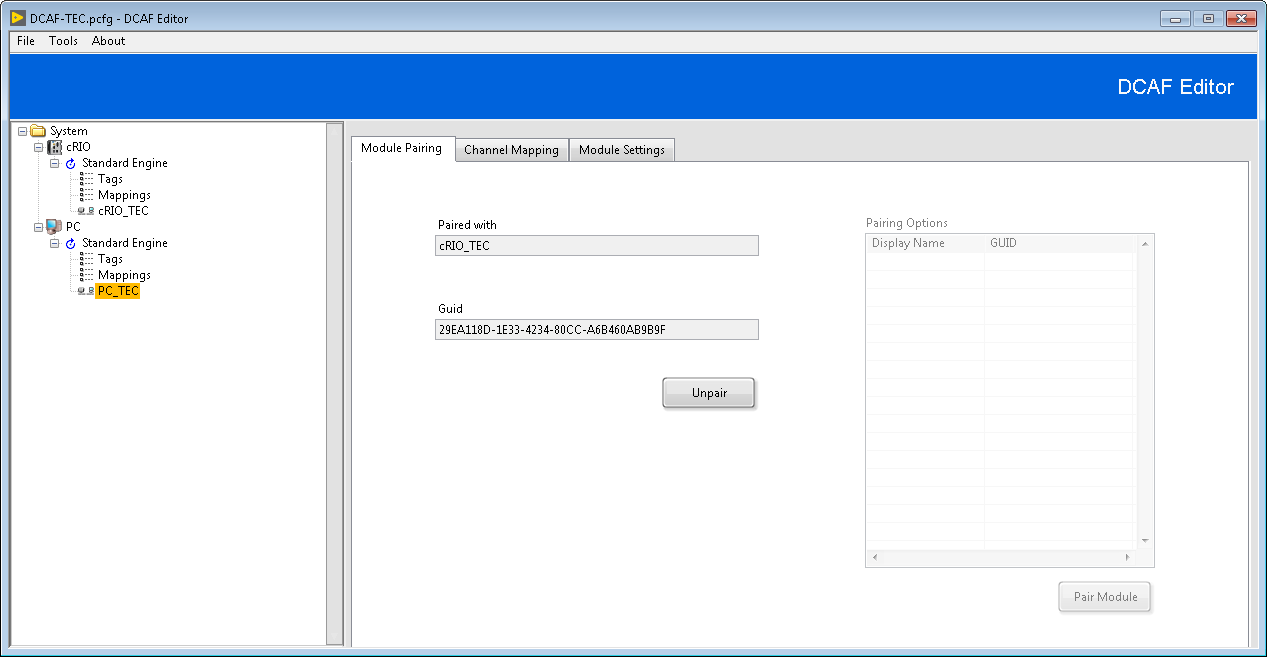 DCAF-TEC.pcfg - DCAF Editor
File Tools About
DCAF Editor
System
cRIO
Standard Engine
Tags
Mappings
cRIO_TEC
PC
Standard Engine
Tags
Mappings
PC_TEC
Module Pairing Channel Mapping Module Settings
Paired with
cRIO_TEC
Guid
29EA118D-1E33-4234-80CC-A6B460AB9B9F
Unpair
Pairing Options
Display Name GUID
Pair Module